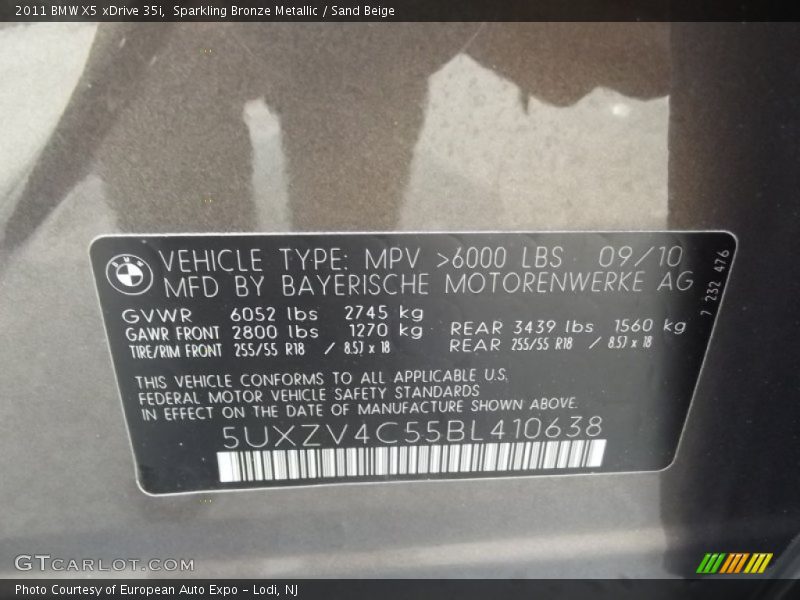 2011 BMW X5 xDrive 35i, Sparkling Bronze Metallic / Sand Beige
BMW
VEHICLE TYPE: MPV >6000 LBS 09/10
MFD BY BAYERISCHE MOTORENWERKE AG
7 232 476
GVWR 6052 lbs 2745 kg
GAWR FRONT 2800 lbs 1270 kg REAR 3439 lbs 1560 kg
TIRE/RIM FRONT 255/55 R18 / 8.5J x 18 REAR 255/55 R18 / 8.5J x 18
THIS VEHICLE CONFORMS TO ALL APPLICABLE U.S.
FEDERAL MOTOR VEHICLE SAFETY STANDARDS
IN EFFECT ON THE DATE OF MANUFACTURE SHOWN ABOVE.
5UXZV4C55BL410638
GTCARLOT.COM
Photo Courtesy of European Auto Expo - Lodi, NJ